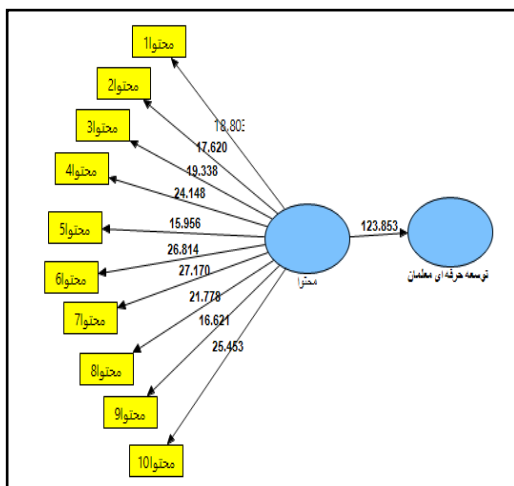 محتوا1
18.803
محتوا2
17.620
محتوا3
19.338
محتوا4
24.148
محتوا5
15.956
محتوا6
26.814
محتوا7
27.170
محتوا8
21.778
محتوا9
16.621
محتوا10
25.453
محتوا
123.853
توسعه حرفه ای معلمان